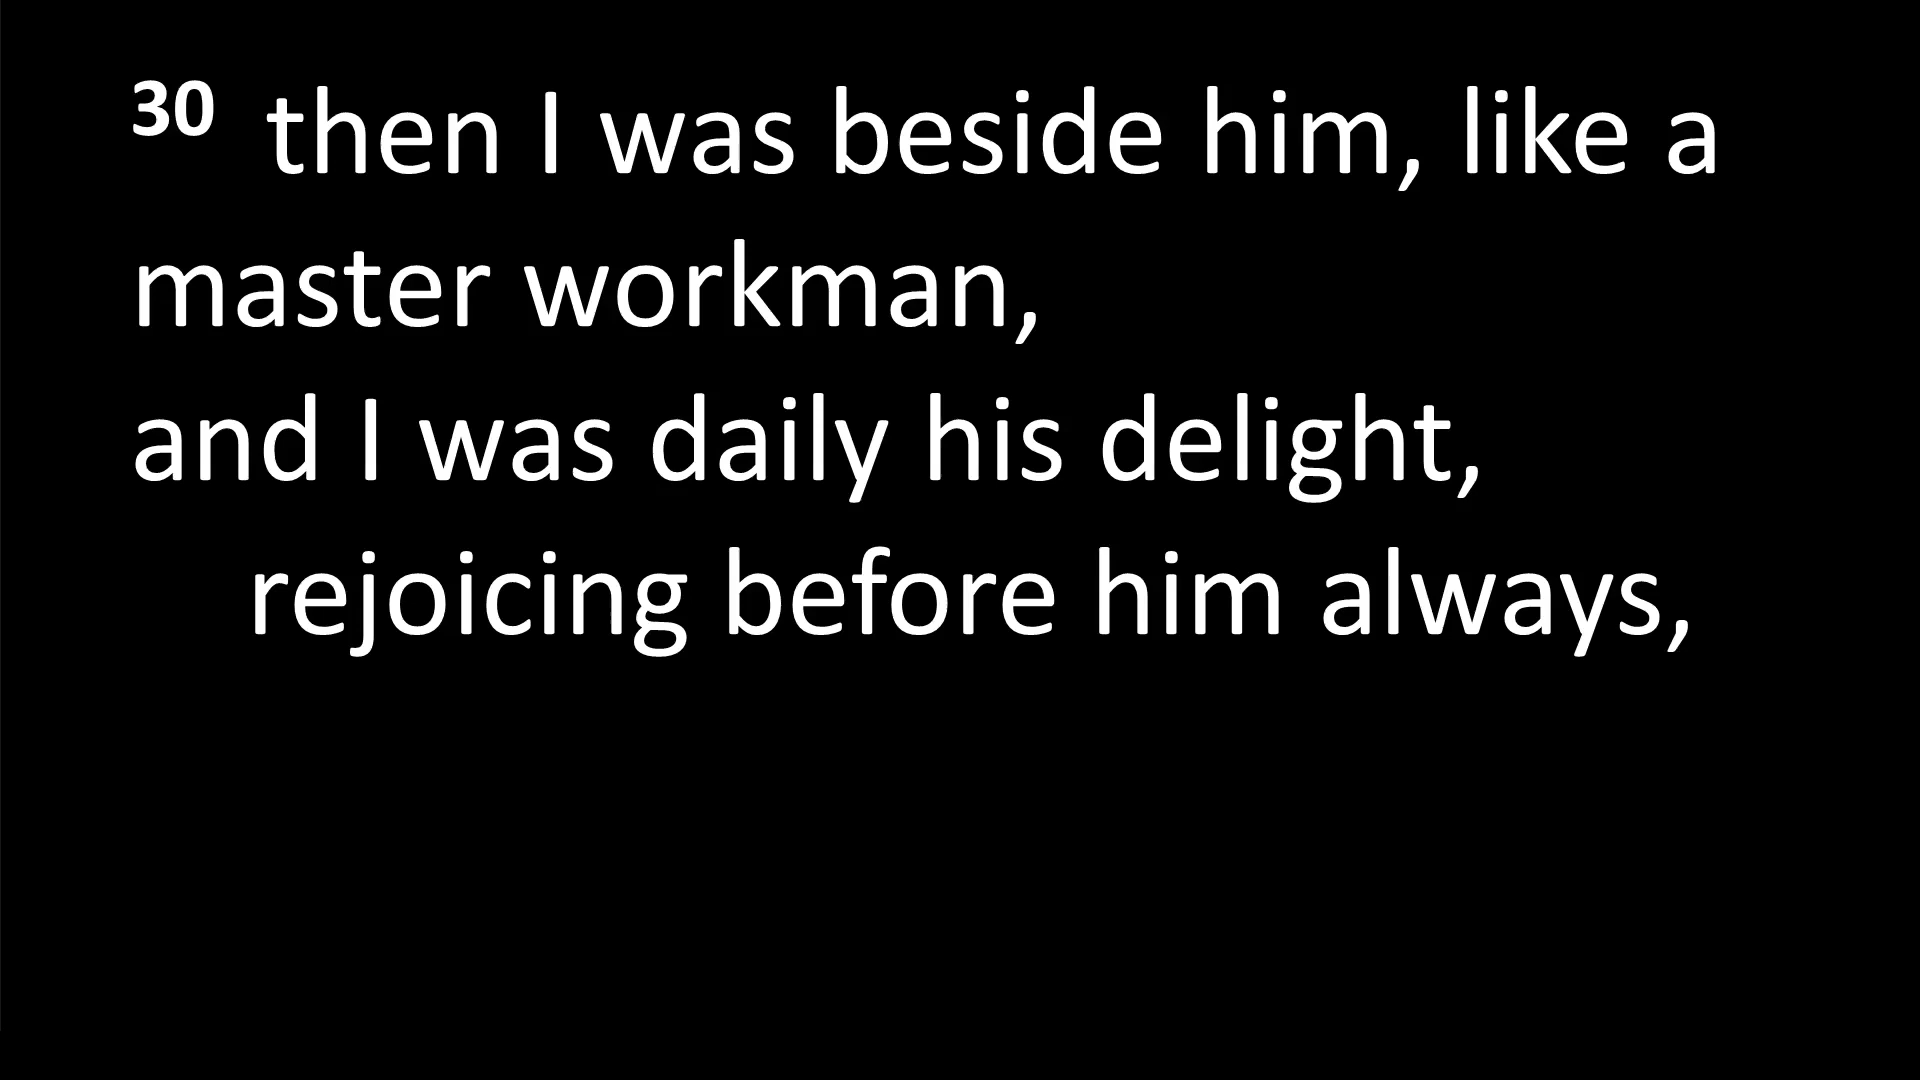 30 then I was beside him, like a
master workman,
and I was daily his delight,
rejoicing before him always,